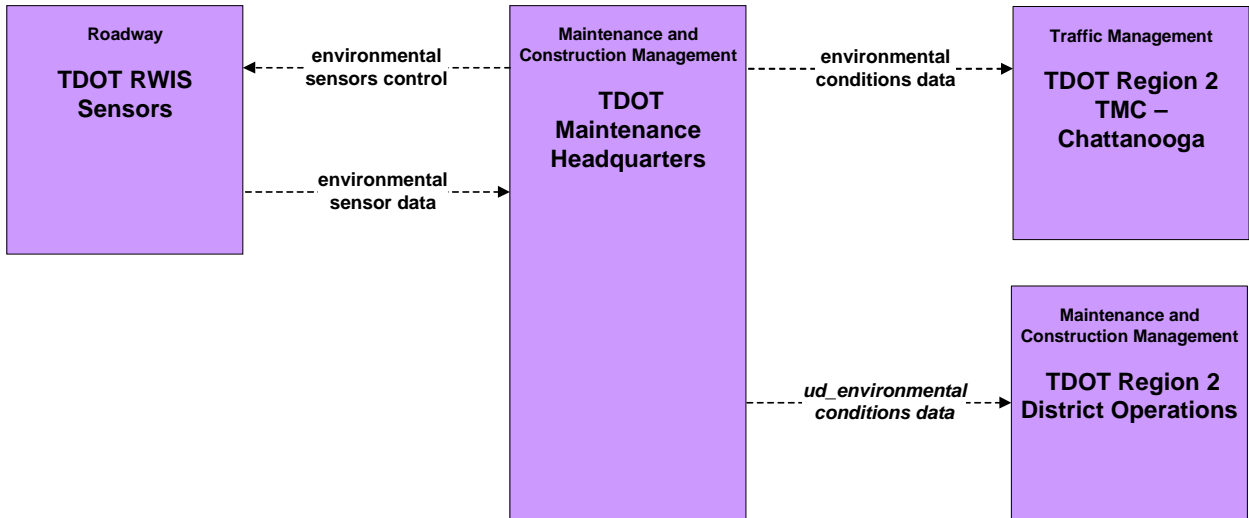 Roadway
TDOT RWIS
Sensors
environmental
sensors control
environmental
sensor data
Maintenance and
Construction Management
TDOT
Maintenance
Headquarters
environmental
conditions data
Traffic Management
TDOT Region 2
TMC –
Chattanooga
ud_environmental
conditions data
Maintenance and
Construction Management
TDOT Region 2
District Operations